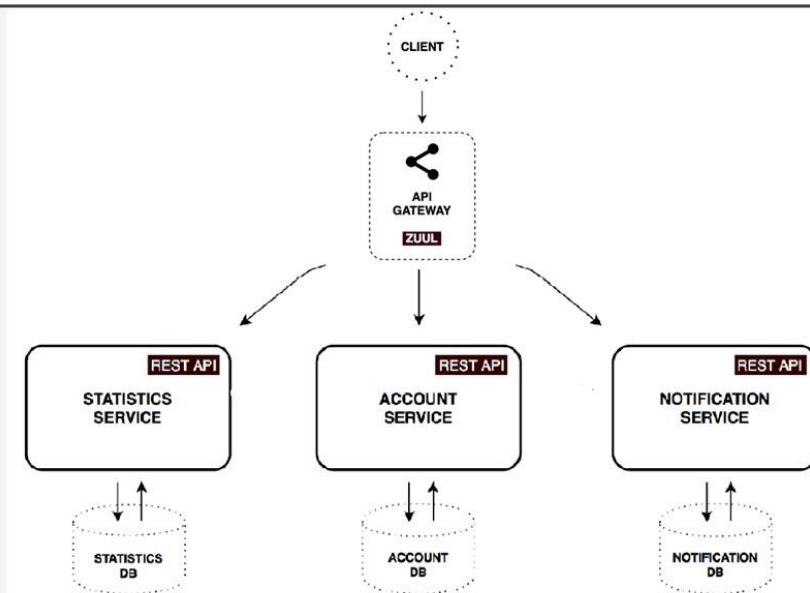 CLIENT
API
GATEWAY
ZUUL
REST API
STATISTICS
SERVICE
REST API
ACCOUNT
SERVICE
REST API
NOTIFICATION
SERVICE
STATISTICS
DB
ACCOUNT
DB
NOTIFICATION
DB